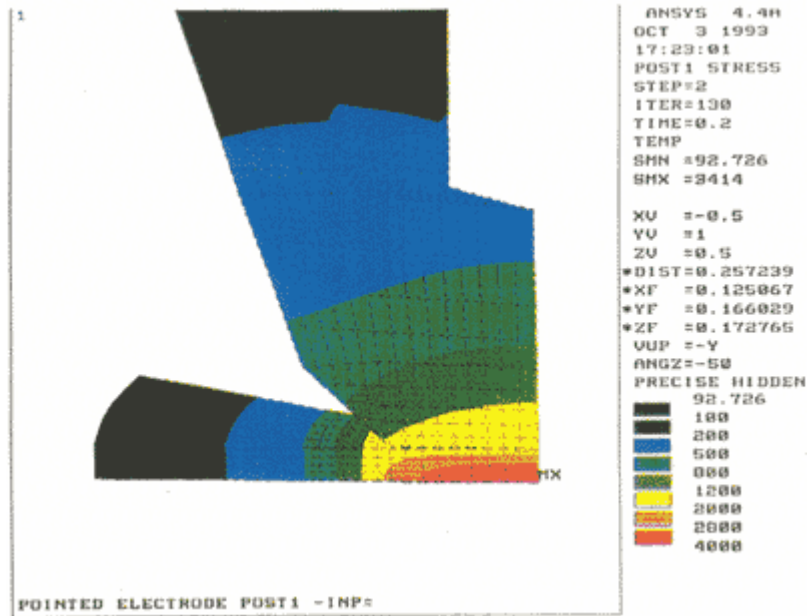 1
ANSYS 4.4A
OCT 3 1993
17:23:01
POST1 STRESS
STEP=2
ITER=130
TIME=0.2
TEMP
SMN =92.726
SMX =3414
XV =-0.5
YV =1
ZV =0.5
*DIST=0.257239
*XF =0.125067
*YF =0.166029
*ZF =0.172765
VUP =-Y
ANGZ=-50
PRECISE HIDDEN
92.726
100
200
500
800
1200
2000
2800
4000
MX
POINTED ELECTRODE POST1 -INP=